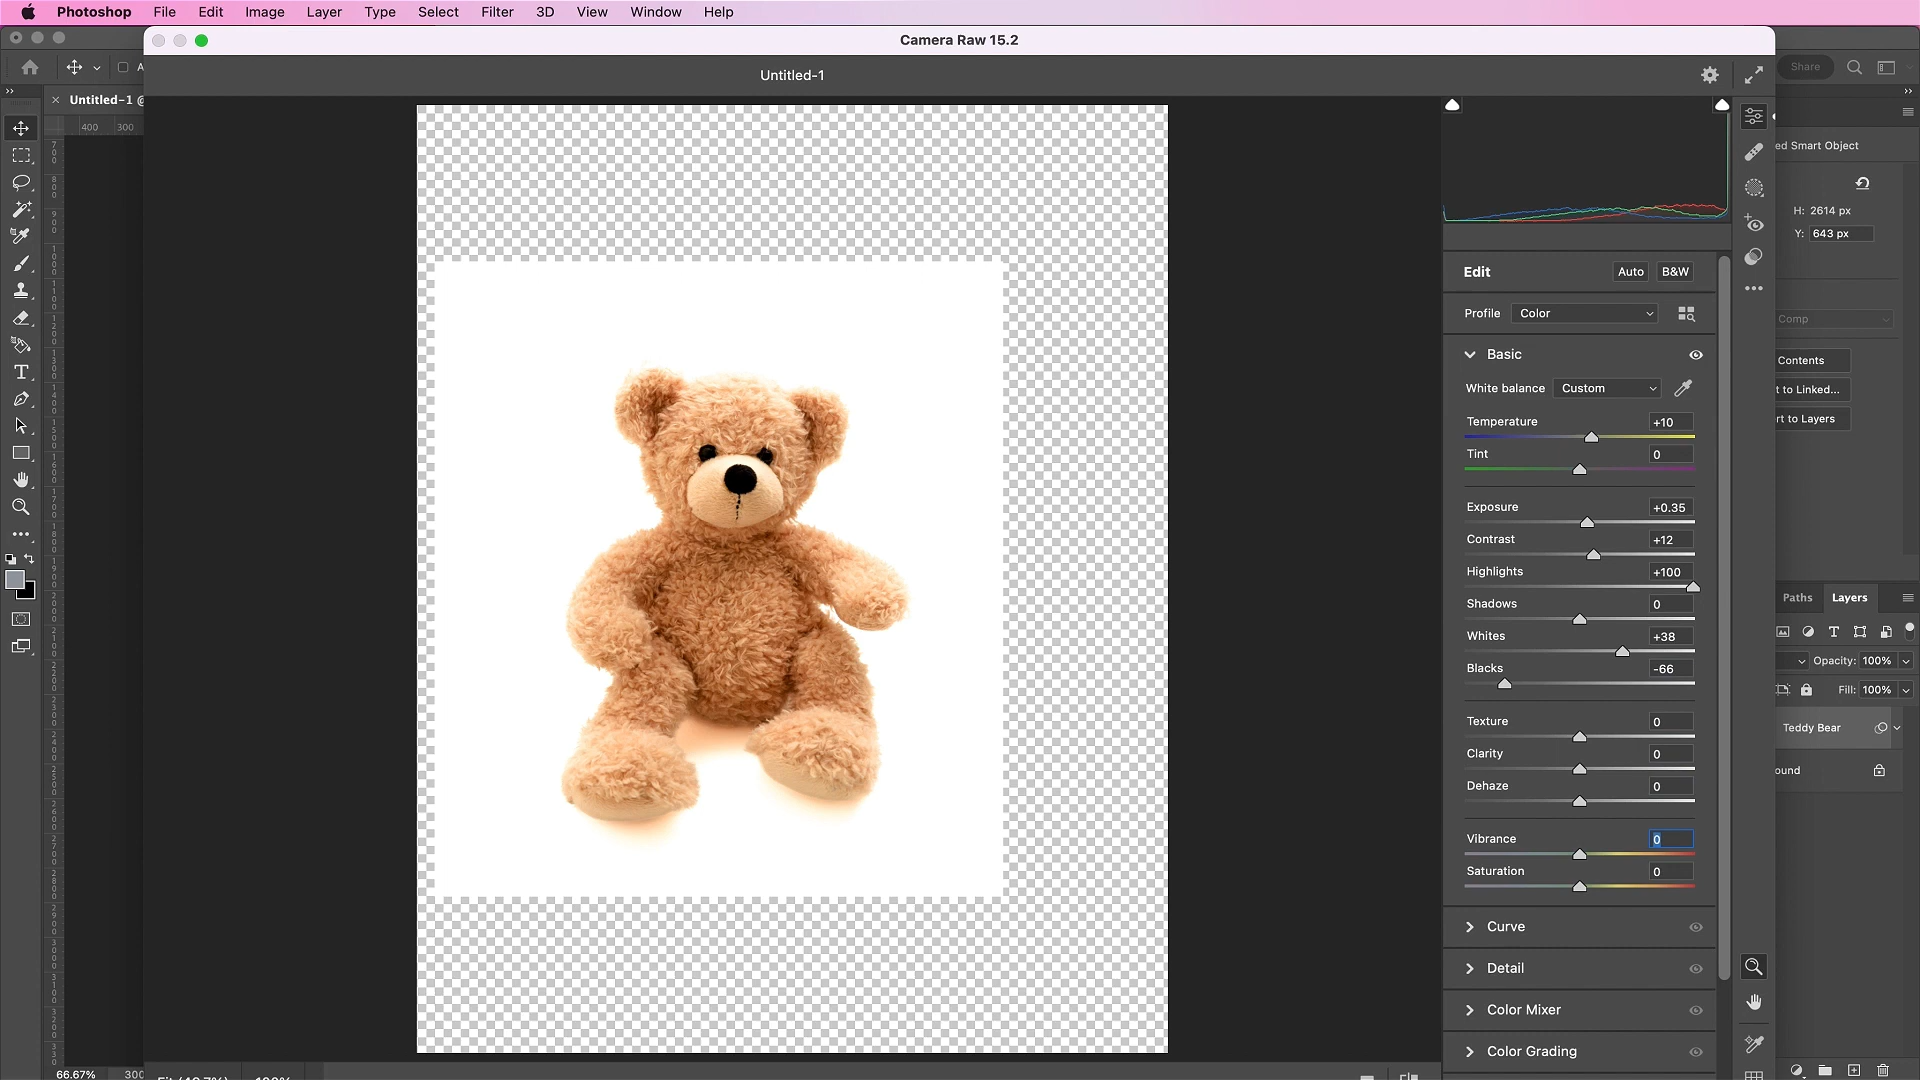 Photoshop File Edit Image Layer Type Select Filter 3D View Window Help
Camera Raw 15.2
Untitled-1
Share
Untitled-1 @
400 300
ed Smart Object
H: 2614 px
Y: 643 px
Edit Auto B&W
Profile Color
Comp
Basic
Contents
White balance Custom
t to Linked...
Temperature +10
rt to Layers
Tint 0
Exposure +0.35
Contrast +12
Highlights +100
Shadows 0
Paths Layers
Whites +38
Opacity: 100%
Blacks -66
Fill: 100%
Texture 0
Teddy Bear
Clarity 0
ound
Dehaze 0
Vibrance 0
Saturation 0
Curve
Detail
Color Mixer
Color Grading
66.67% 300